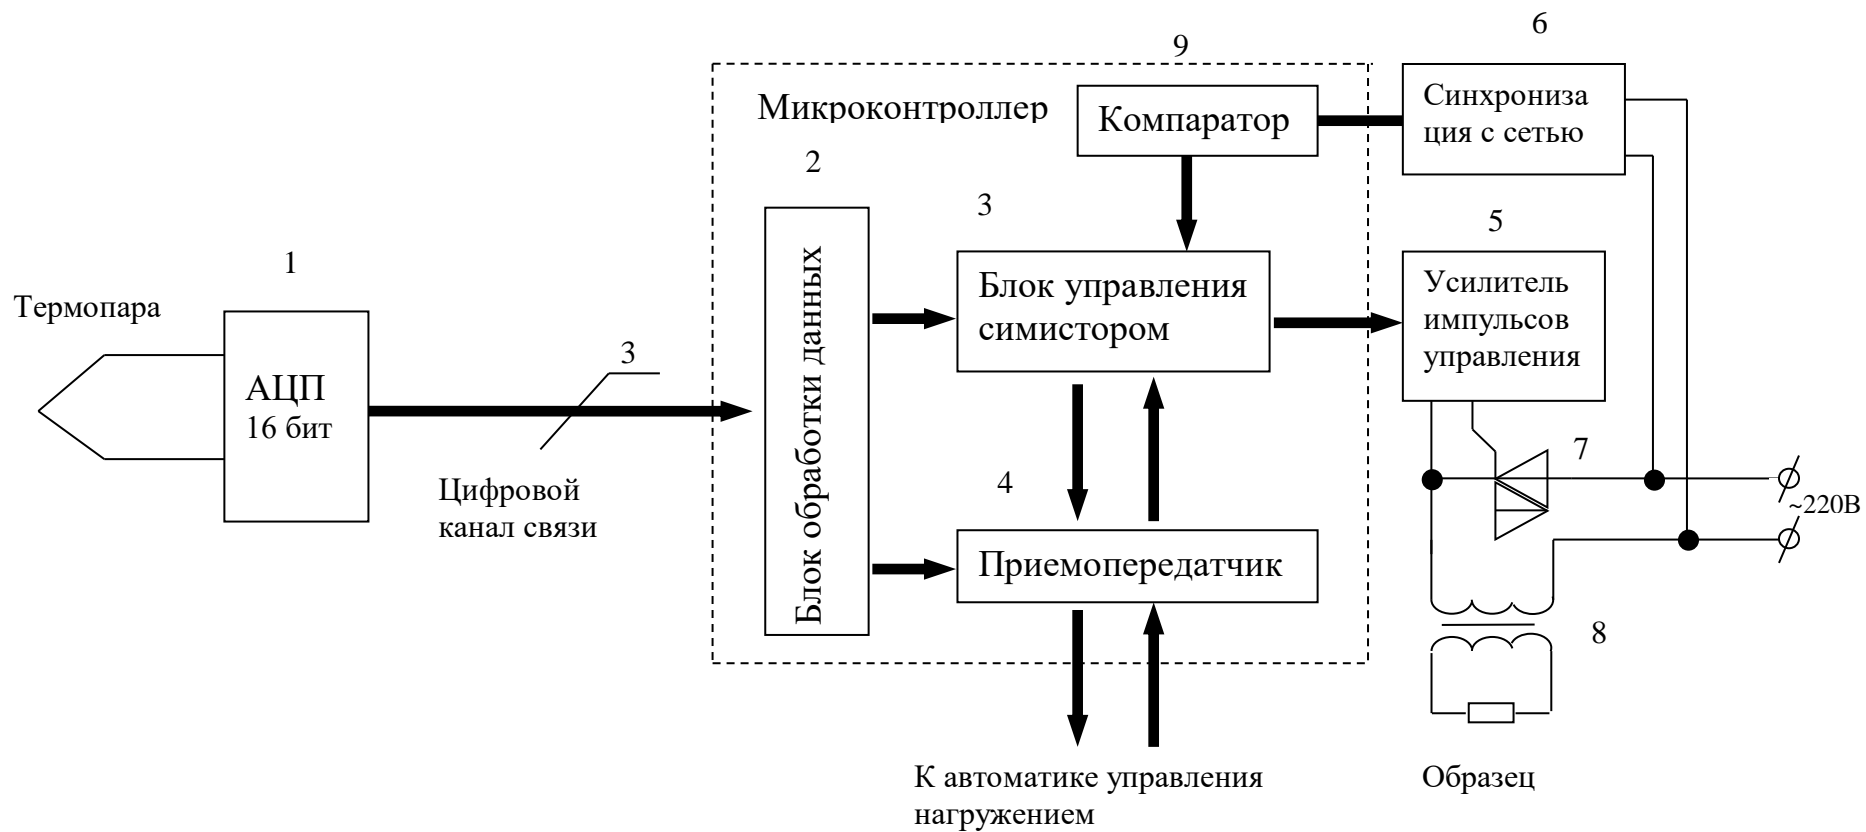 6
9
Микроконтроллер
Компаратор
Синхрониза
ция с сетью
2
3
5
1
Термопара
АЦП
16 бит
3
Цифровой
канал связи
Блок обработки данных
Блок управления
симистором
Усилитель
импульсов
управления
7
4
~220В
Приемопередатчик
8
К автоматике управления
нагружением
Образец